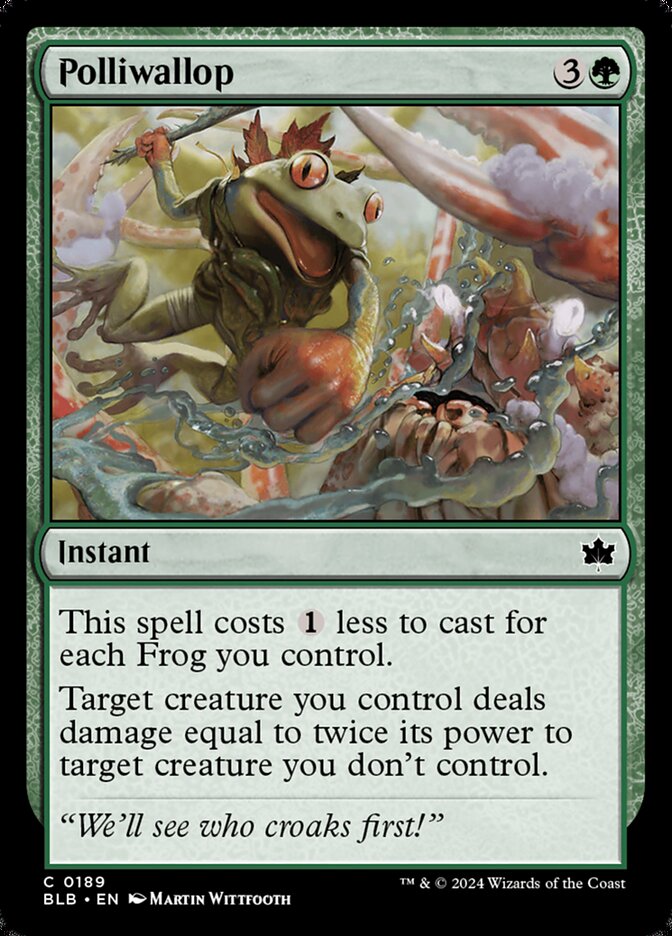 Polliwallop 3
Instant
This spell costs 1 less to cast for
each Frog you control.
Target creature you control deals
damage equal to twice its power to
target creature you don't control.
“We'll see who croaks first!”
C 0189
BLB • EN Martin Wittfooth
™ & © 2024 Wizards of the Coast